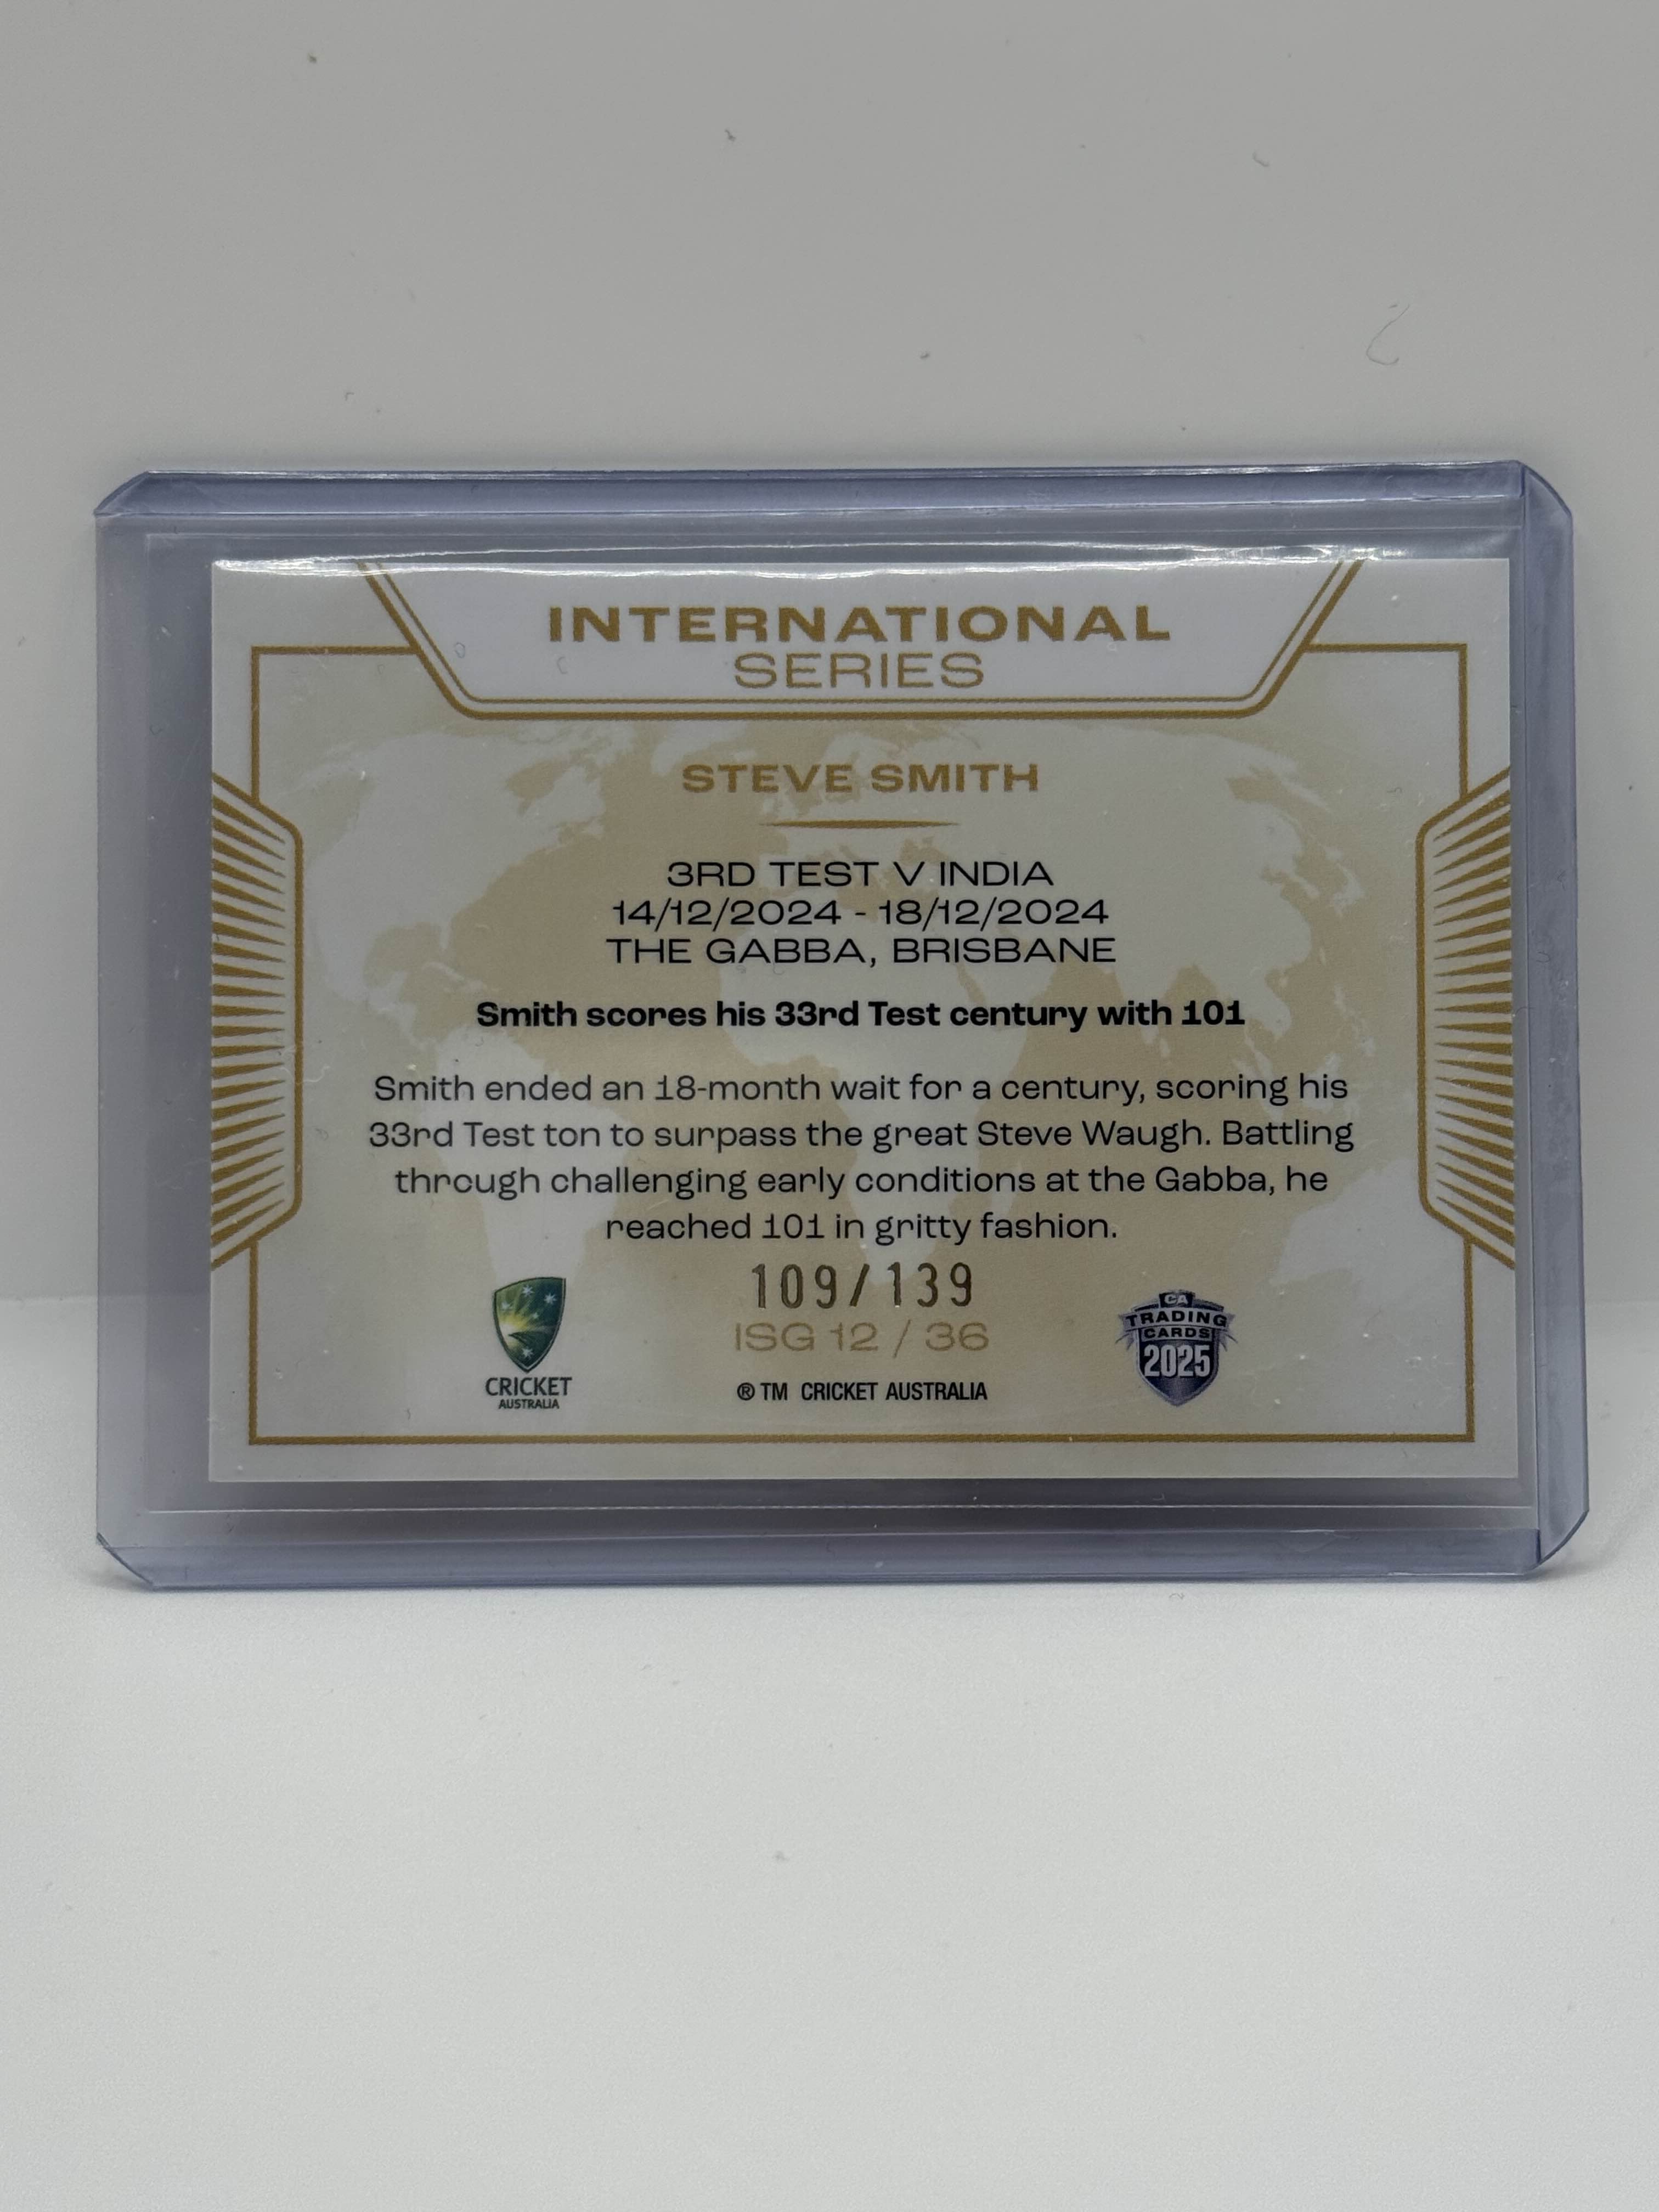 INTERNATIONAL
SERIES
STEVE SMITH
3RD TEST V INDIA
14/12/2024 - 18/12/2024
THE GABBA, BRISBANE
Smith scores his 33rd Test century with 101
Smith ended an 18-month wait for a century, scoring his
33rd Test ton to surpass the great Steve Waugh. Battling
through challenging early conditions at the Gabba, he
reached 101 in gritty fashion.
109/139
ISG 12 / 36
® TM CRICKET AUSTRALIA
CRICKET
AUSTRALIA
CA
TRADING
CARDS
2025